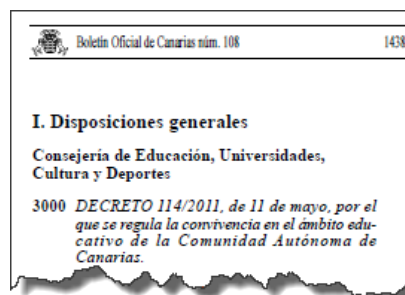 Boletín Oficial de Canarias núm. 108 1438
I. Disposiciones generales
Consejería de Educación, Universidades,
Cultura y Deportes
3000 DECRETO 114/2011, de 11 de mayo, por el
que se regula la convivencia en el ámbito edu-
cativo de la Comunidad Autónoma de
Canarias.